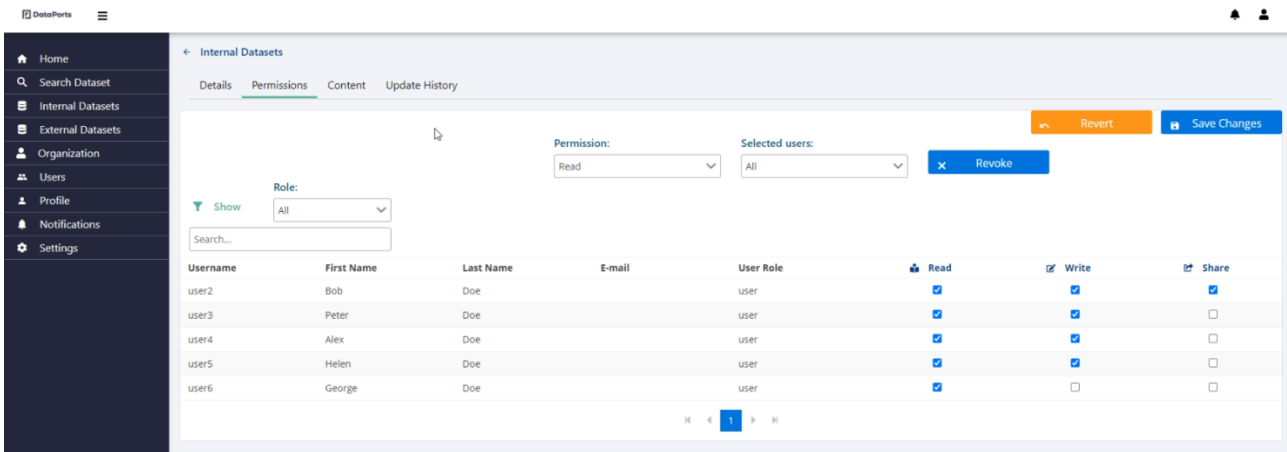 DataPorts
Home
Search Dataset
Internal Datasets
External Datasets
Organization
Users
Profile
Notifications
Settings
Internal Datasets
Details Permissions Content Update History
Revert Save Changes
Permission: Selected users:
Read All Revoke
Role:
Show All
Search...
Username First Name Last Name E-mail User Role Read Write Share
user2 Bob Doe user
user3 Peter Doe user
user4 Alex Doe user
user5 Helen Doe user
user6 George Doe user
1